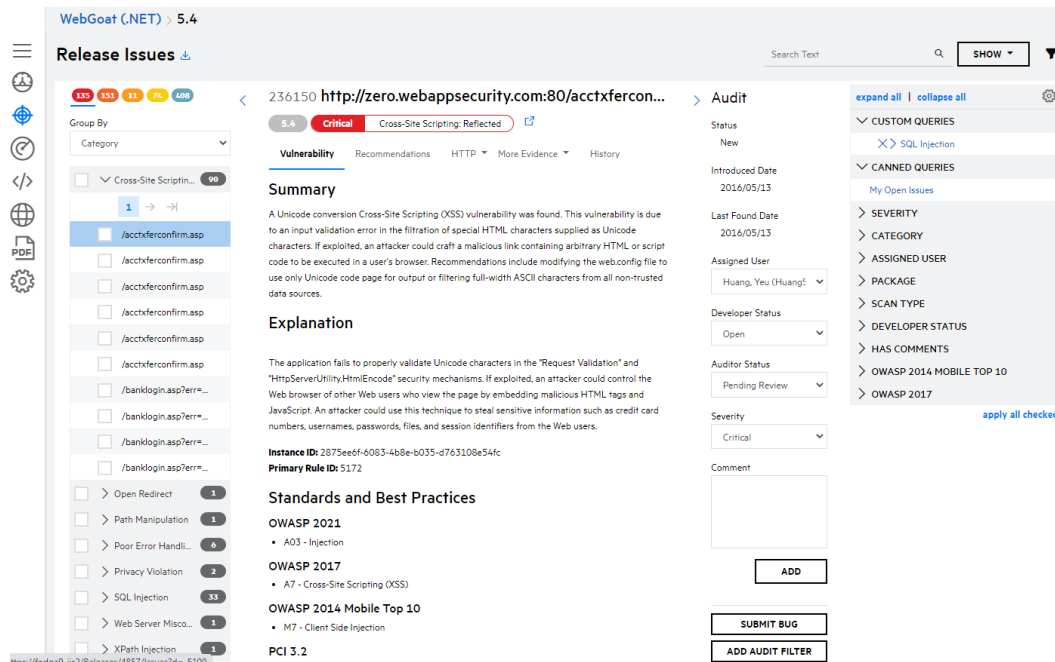 WebGoat (.NET) > 5.4
Release Issues
Search Text
SHOW
135 151 11 74 408
Group By
Category
Cross-Site Scriptin... 90
1
/acctxferconfirm.asp
/acctxferconfirm.asp
/acctxferconfirm.asp
/acctxferconfirm.asp
/acctxferconfirm.asp
/acctxferconfirm.asp
/banklogin.asp?err=...
/banklogin.asp?err=...
/banklogin.asp?err=...
/banklogin.asp?err=...
Open Redirect 1
Path Manipulation 1
Poor Error Handli... 6
Privacy Violation 2
SQL Injection 33
Web Server Misco... 1
XPath Injection 1
PDF
236150 http://zero.webappsecurity.com:80/acctxfercon...
5.4 Critical Cross-Site Scripting: Reflected
Vulnerability Recommendations HTTP More Evidence History
Summary
A Unicode conversion Cross-Site Scripting (XSS) vulnerability was found. This vulnerability is due
to an input validation error in the filtration of special HTML characters supplied as Unicode
characters. If exploited, an attacker could craft a malicious link containing arbitrary HTML or script
code to be executed in a user's browser. Recommendations include modifying the web.config file to
use only Unicode code page for output or filtering full-width ASCII characters from all non-trusted
data sources.
Explanation
The application fails to properly validate Unicode characters in the "Request Validation" and
"HttpServerUtility.HtmlEncode" security mechanisms. If exploited, an attacker could control the
Web browser of other Web users who view the page by embedding malicious HTML tags and
JavaScript. An attacker could use this technique to steal sensitive information such as credit card
numbers, usernames, passwords, files, and session identifiers from the Web users.
Instance ID: 2875ee6f-6083-4b8e-b035-d763108e54fc
Primary Rule ID: 5172
Standards and Best Practices
OWASP 2021
• A03 - Injection
OWASP 2017
• A7 - Cross-Site Scripting (XSS)
OWASP 2014 Mobile Top 10
• M7 - Client Side Injection
PCI 3.2
Audit
Status
New
Introduced Date
2016/05/13
Last Found Date
2016/05/13
Assigned User
Huang, Yeu (Huang
Developer Status
Open
Auditor Status
Pending Review
Severity
Critical
Comment
ADD
SUBMIT BUG
ADD AUDIT FILTER
expand all | collapse all
CUSTOM QUERIES
SQL Injection
CANNED QUERIES
My Open Issues
SEVERITY
CATEGORY
ASSIGNED USER
PACKAGE
SCAN TYPE
DEVELOPER STATUS
HAS COMMENTS
OWASP 2014 MOBILE TOP 10
OWASP 2017
apply all checked